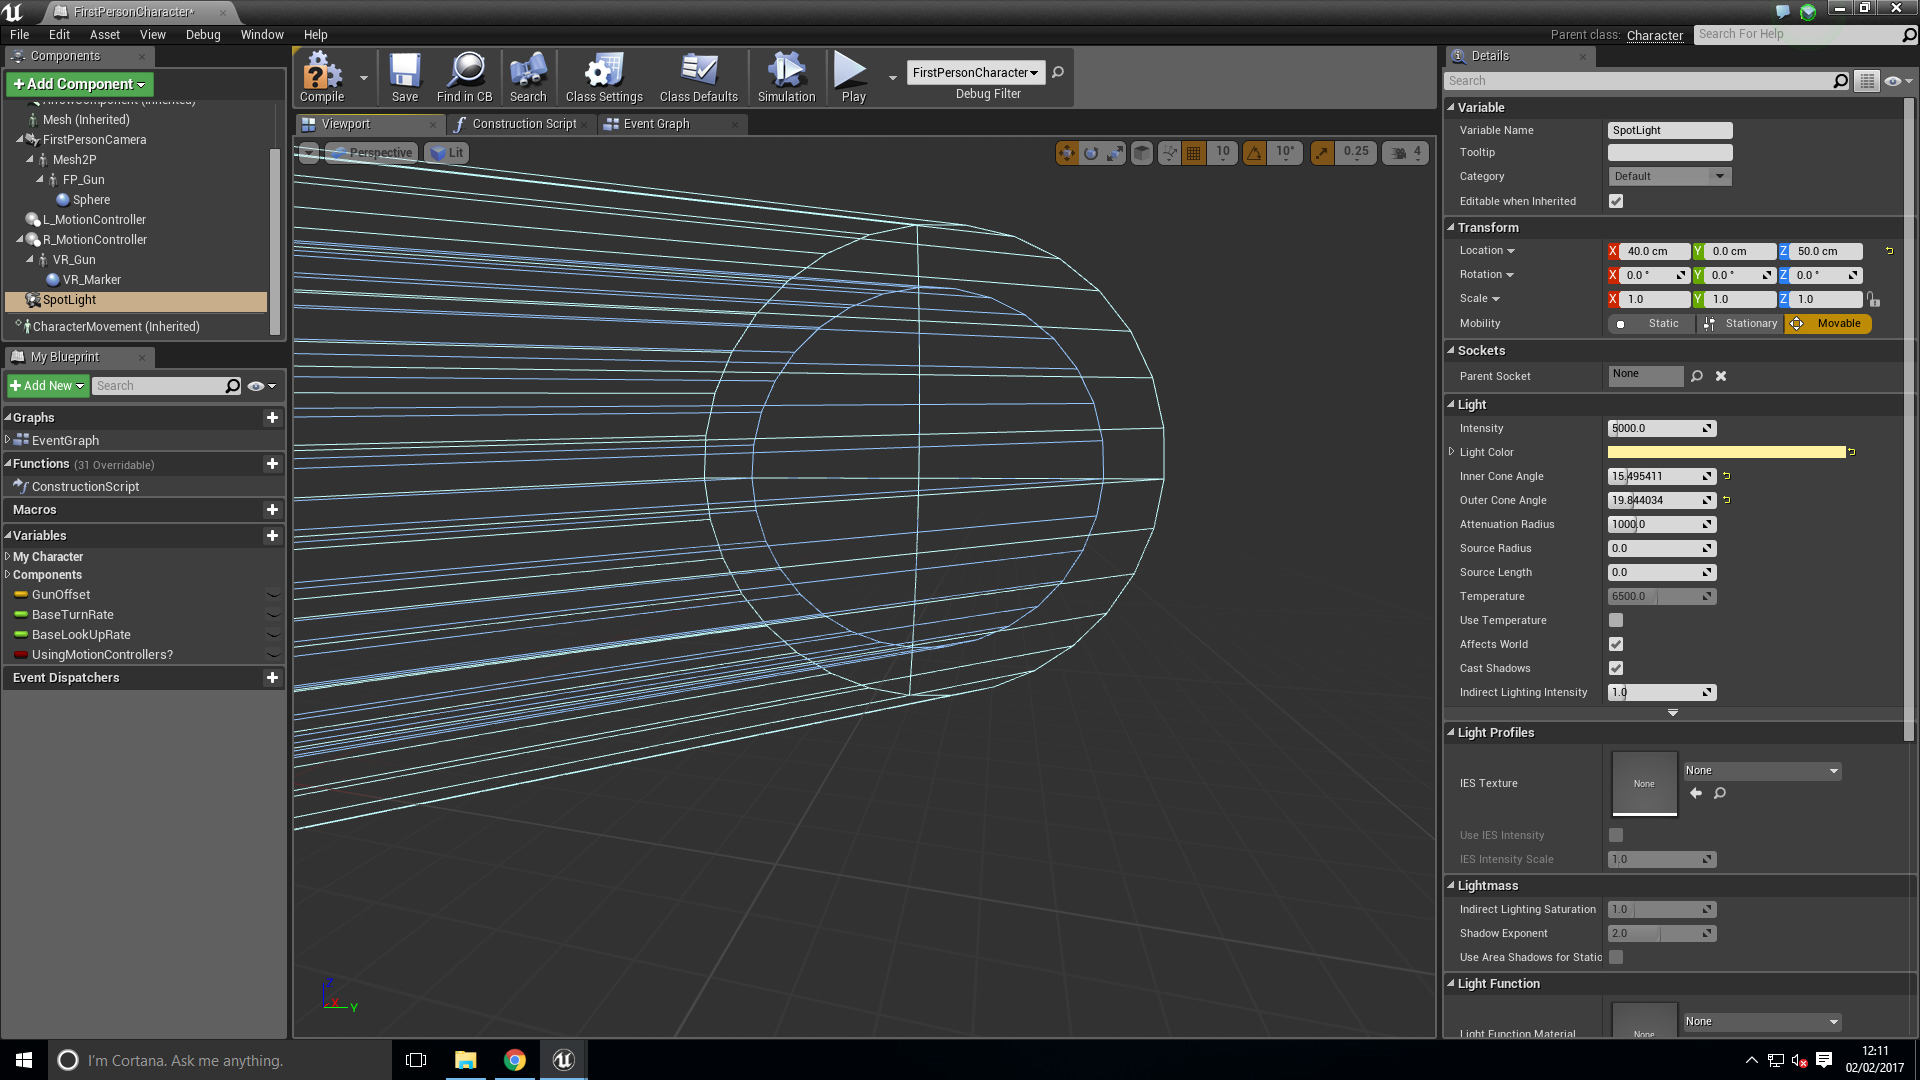 FirstPersonCharacter*
File Edit Asset View Debug Window Help
Parent class: Character
Search For Help
Components
+ Add Component
ArrowComponent (Inherited)
Mesh (Inherited)
FirstPersonCamera
Mesh2P
FP_Gun
Sphere
L_MotionController
R_MotionController
VR_Gun
VR_Marker
SpotLight
CharacterMovement (Inherited)
My Blueprint
+ Add New
Search
Graphs
EventGraph
Functions (31 Overridable)
ConstructionScript
Macros
Variables
My Character
Components
GunOffset
BaseTurnRate
BaseLookUpRate
UsingMotionControllers?
Event Dispatchers
Compile
Save
Find in CB
Search
Class Settings
Class Defaults
Simulation
Play
FirstPersonCharacter
Debug Filter
Viewport
Construction Script
Event Graph
Perspective
Lit
10
10°
0.25
4
Z
X
Y
Details
Search
Variable
Variable Name SpotLight
Tooltip
Category Default
Editable when Inherited
Transform
Location X 40.0 cm Y 0.0 cm Z 50.0 cm
Rotation X 0.0 ° Y 0.0 ° Z 0.0 °
Scale X 1.0 Y 1.0 Z 1.0
Mobility Static Stationary Movable
Sockets
Parent Socket None
Light
Intensity 5000.0
Light Color
Inner Cone Angle 15.495411
Outer Cone Angle 19.844034
Attenuation Radius 1000.0
Source Radius 0.0
Source Length 0.0
Temperature 6500.0
Use Temperature
Affects World
Cast Shadows
Indirect Lighting Intensity 1.0
Light Profiles
IES Texture None None
Use IES Intensity
IES Intensity Scale 1.0
Lightmass
Indirect Lighting Saturation 1.0
Shadow Exponent 2.0
Use Area Shadows for Static
Light Function
Light Function Material None None
I'm Cortana. Ask me anything.
12:11
02/02/2017